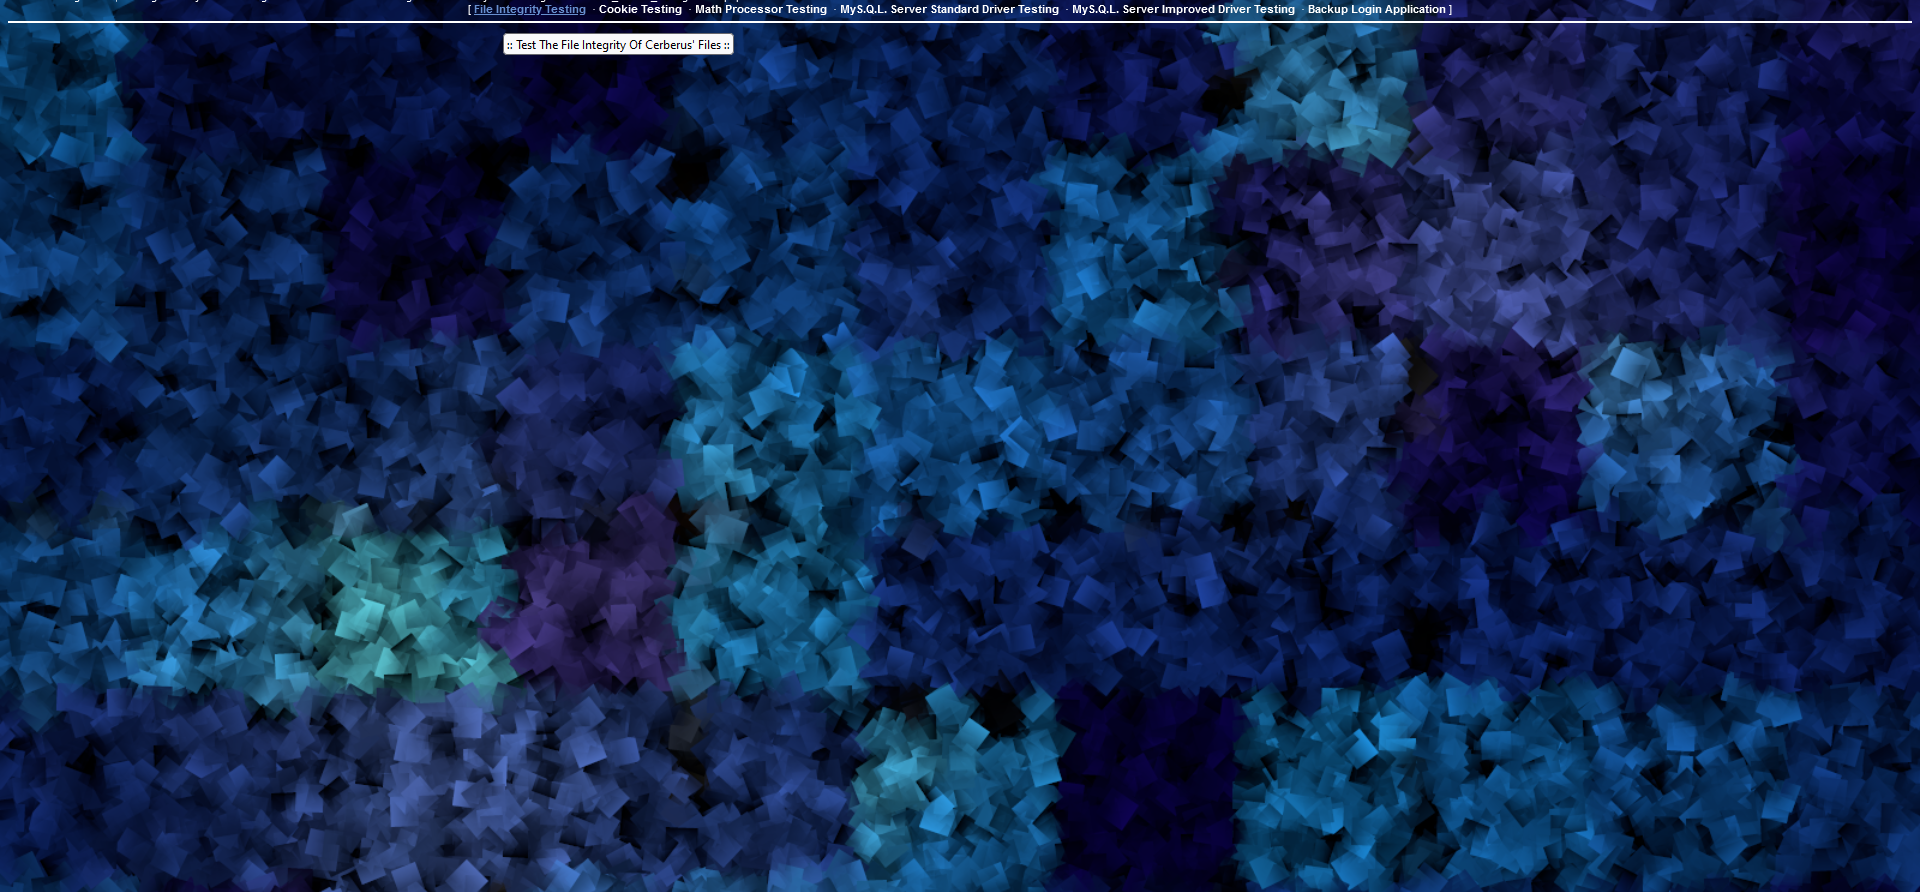 [ File Integrity Testing · Cookie Testing · Math Processor Testing · MyS.Q.L. Server Standard Driver Testing · MyS.Q.L. Server Improved Driver Testing · Backup Login Application ]
:: Test The File Integrity Of Cerberus' Files ::